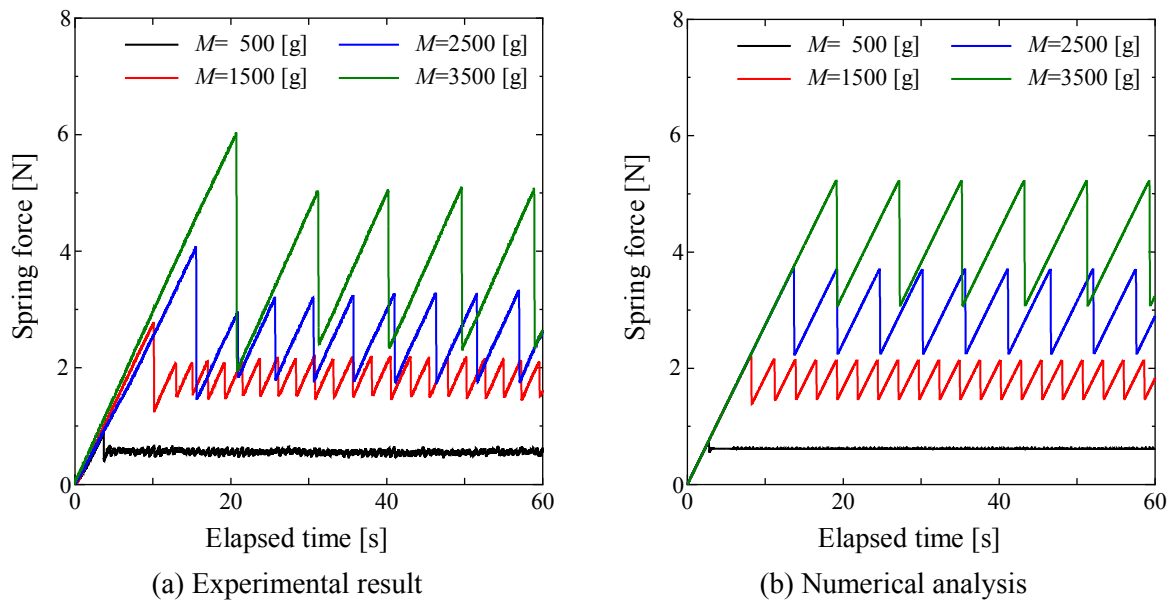 8
M= 500 [g]
M=2500 [g]
M=1500 [g]
M=3500 [g]
6
4
2
0
Spring force [N]
0
20
40
60
Elapsed time [s]
(a) Experimental result
8
M= 500 [g]
M=2500 [g]
M=1500 [g]
M=3500 [g]
6
4
2
0
Spring force [N]
0
20
40
60
Elapsed time [s]
(b) Numerical analysis